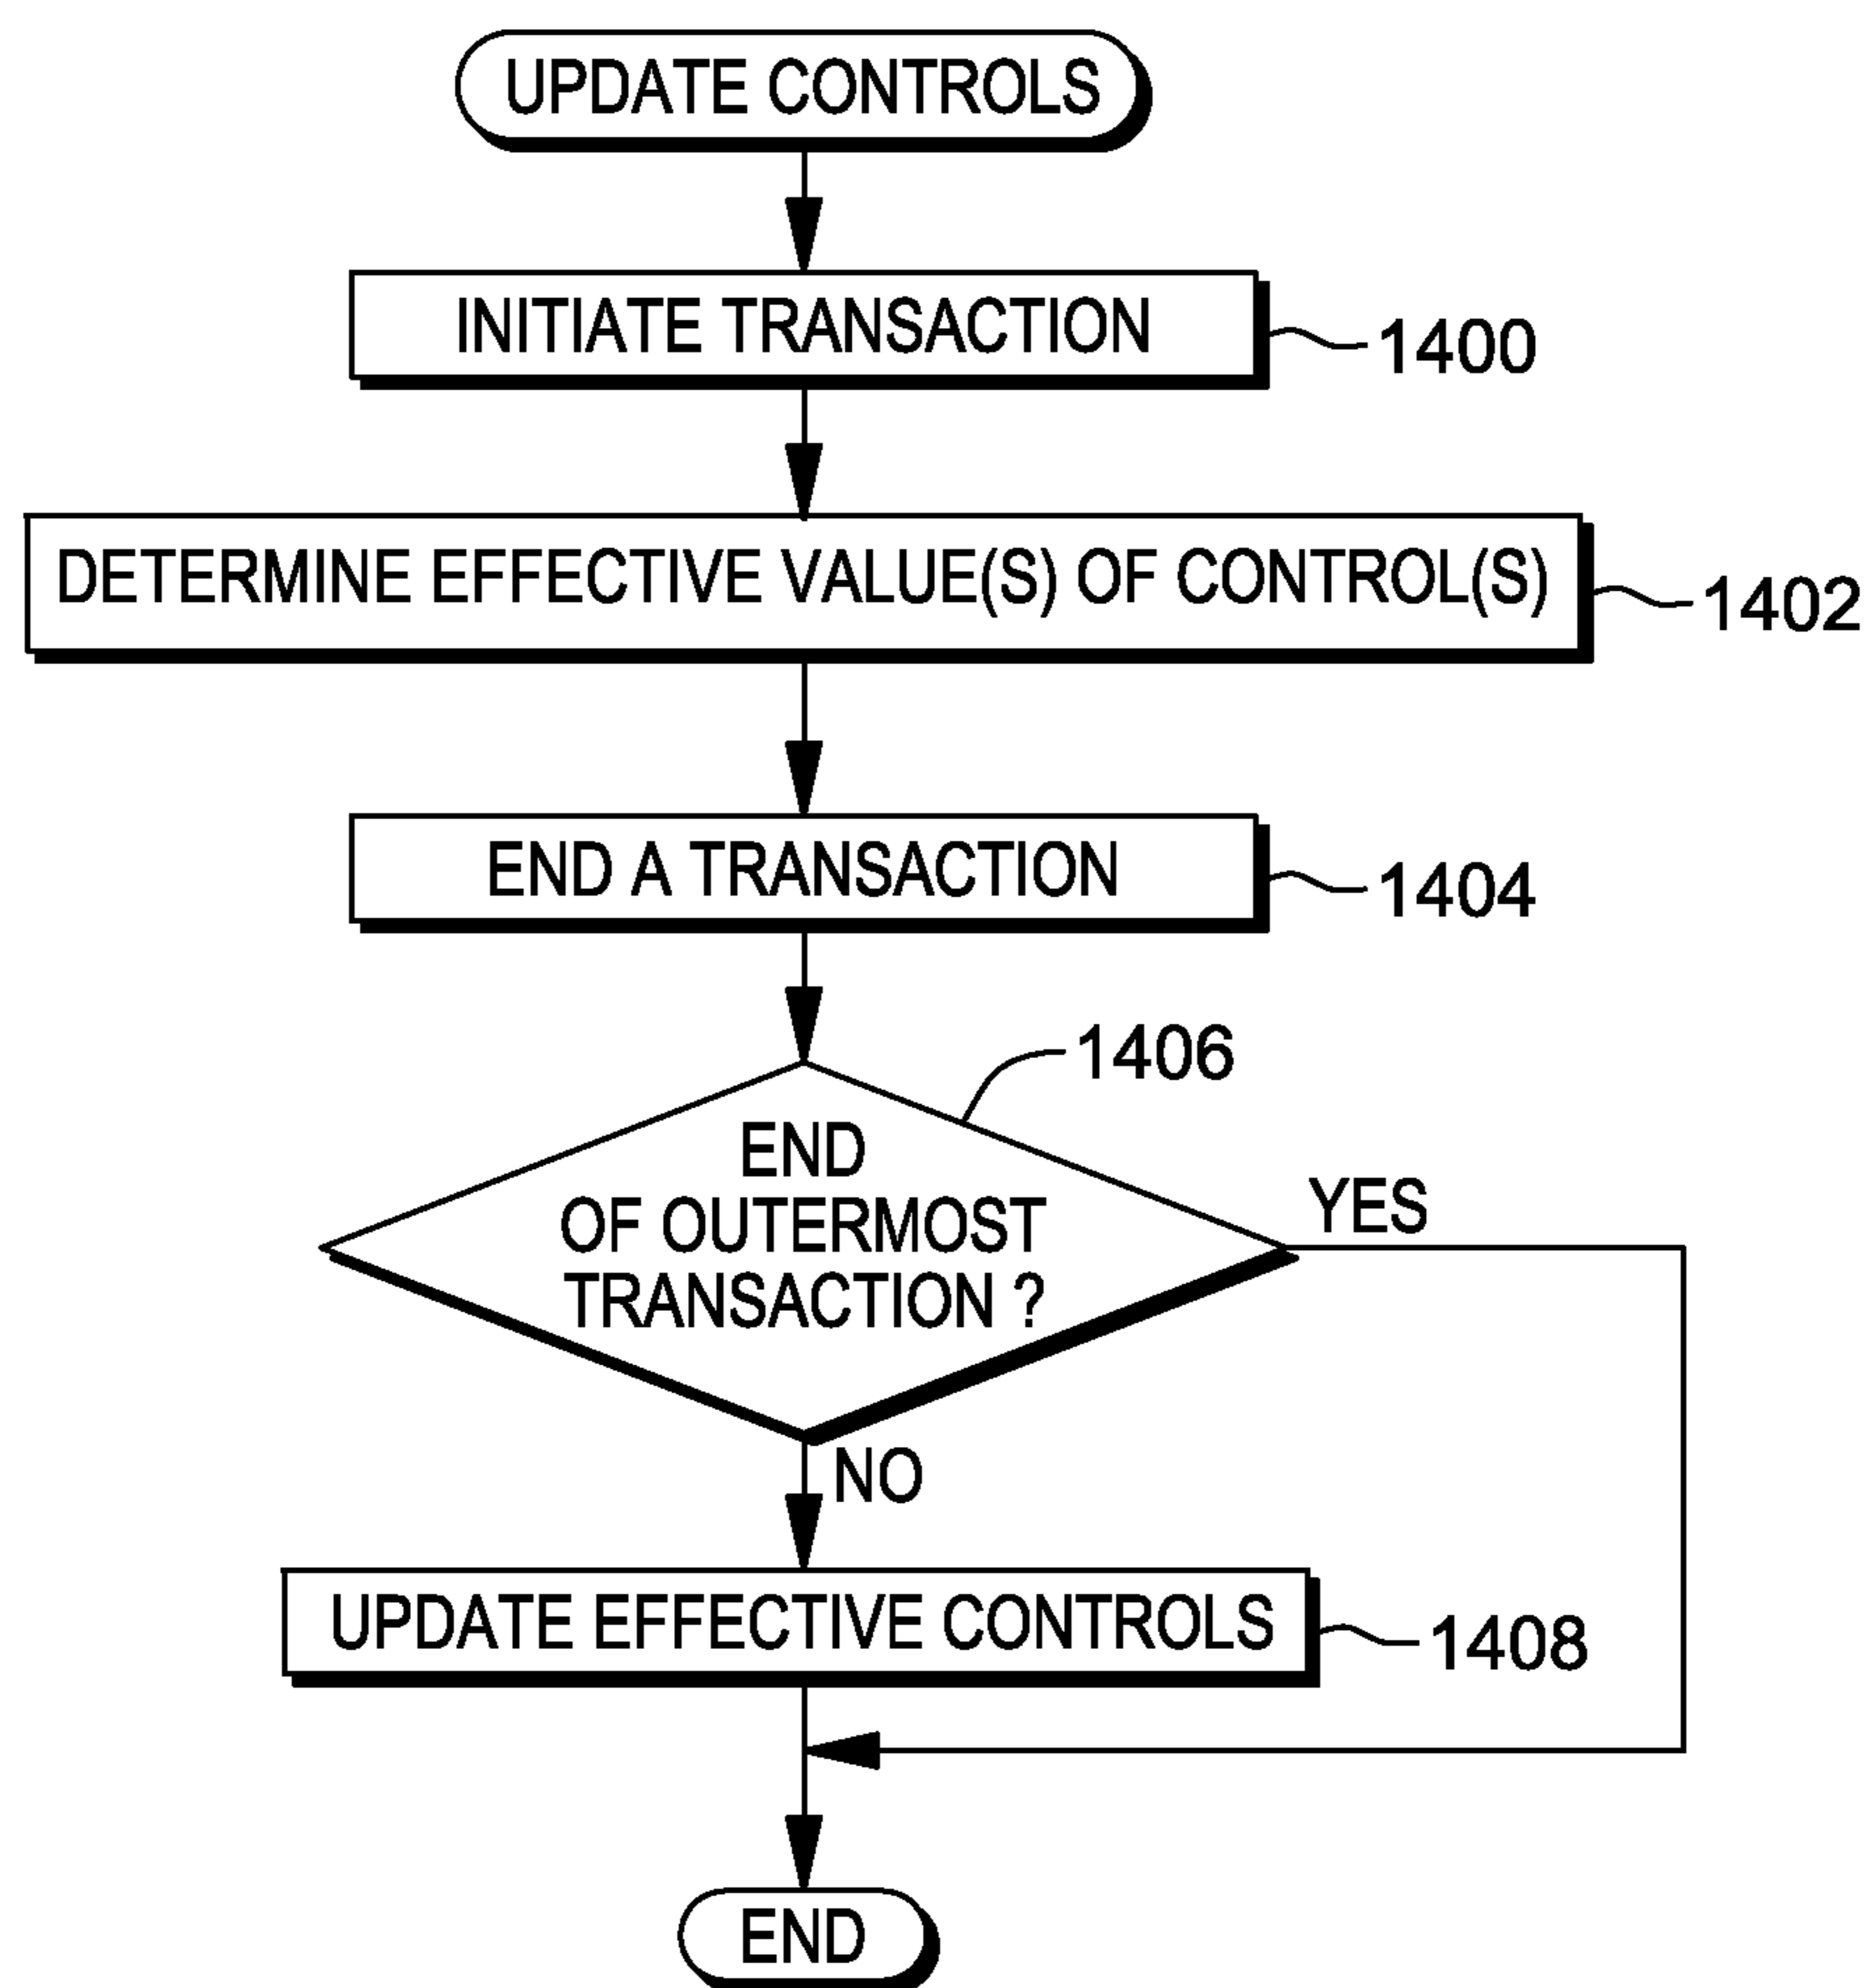 UPDATE CONTROLS
INITIATE TRANSACTION
1400
DETERMINE EFFECTIVE VALUE(S) OF CONTROL(S)
1402
END A TRANSACTION
1404
1406
END
OF OUTERMOST
TRANSACTION ?
YES
NO
UPDATE EFFECTIVE CONTROLS
1408
END